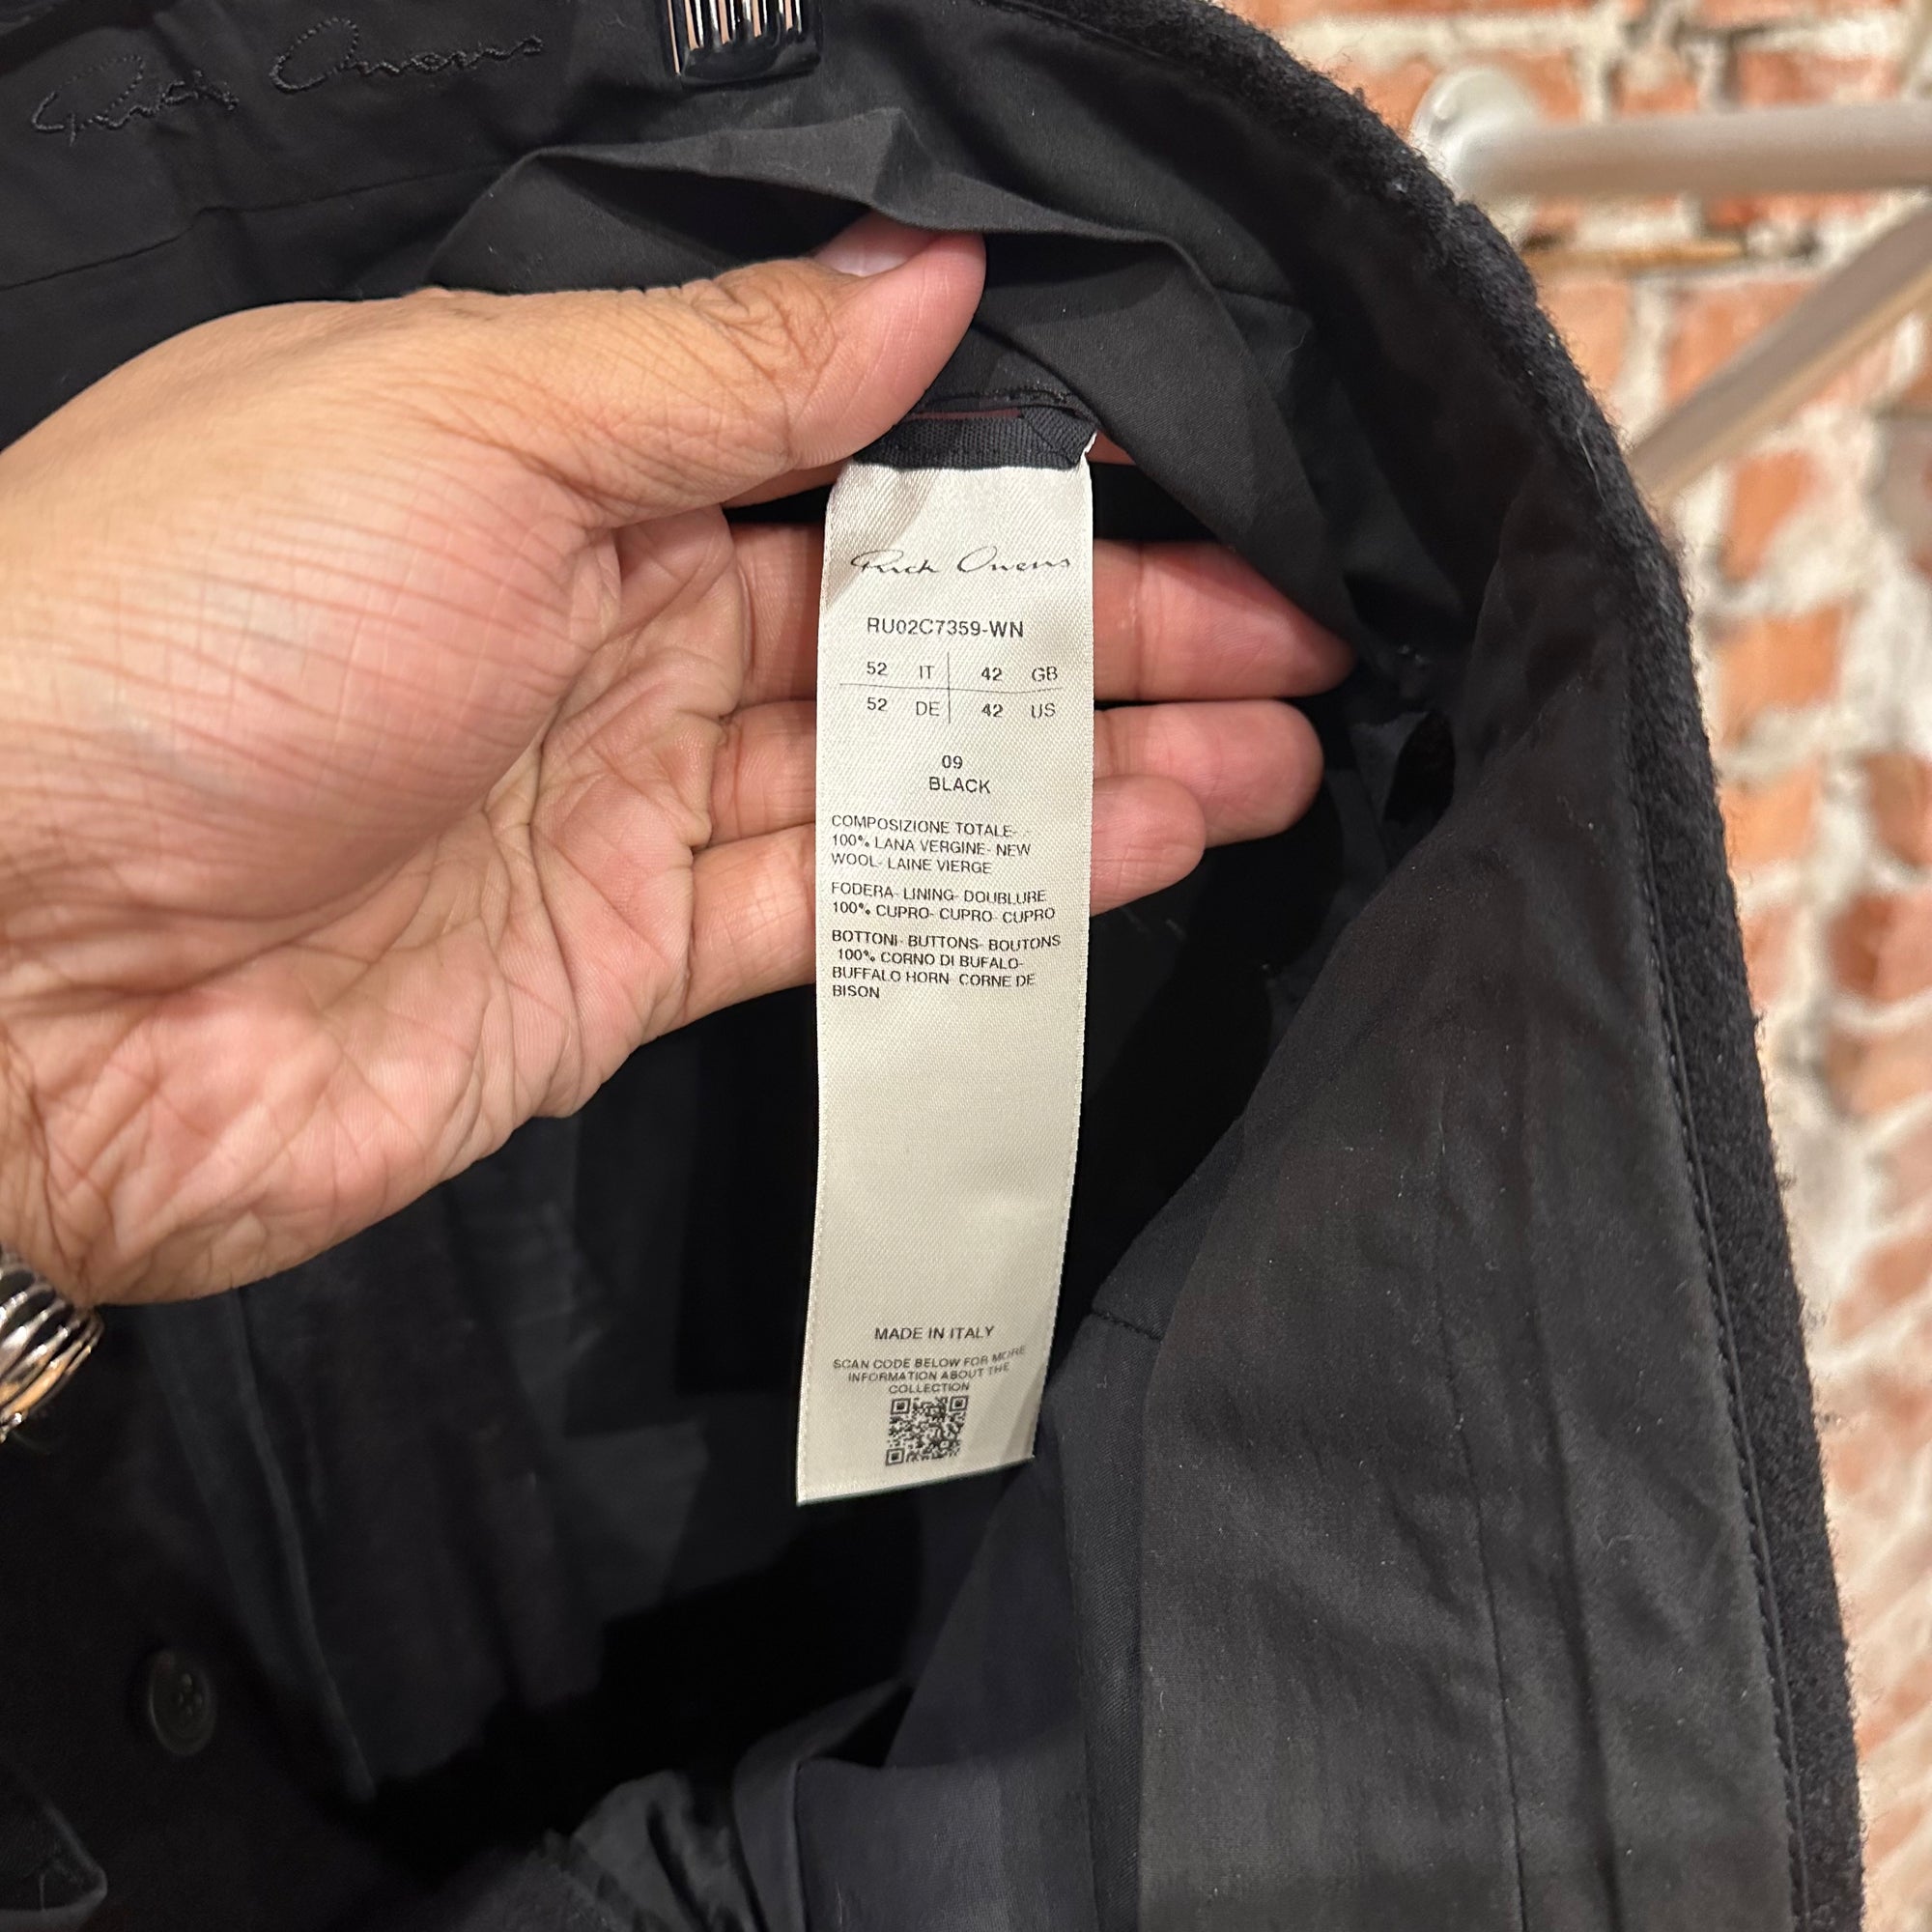 Rick Owens
Rick Owens
RU02C7359-WN
52 IT 42 GB
52 DE 42 US
09
BLACK
COMPOSIZIONE TOTALE- -
100% LANA VERGINE- NEW
WOOL- LAINE VIERGE
FODERA- LINING- DOUBLURE
100% CUPRO- CUPRO- CUPRO
BOTTONI- BUTTONS- BOUTONS
100% CORNO DI BUFALO-
BUFFALO HORN- CORNE DE
BISON
MADE IN ITALY
SCAN CODE BELOW FOR MORE
INFORMATION ABOUT THE
COLLECTION